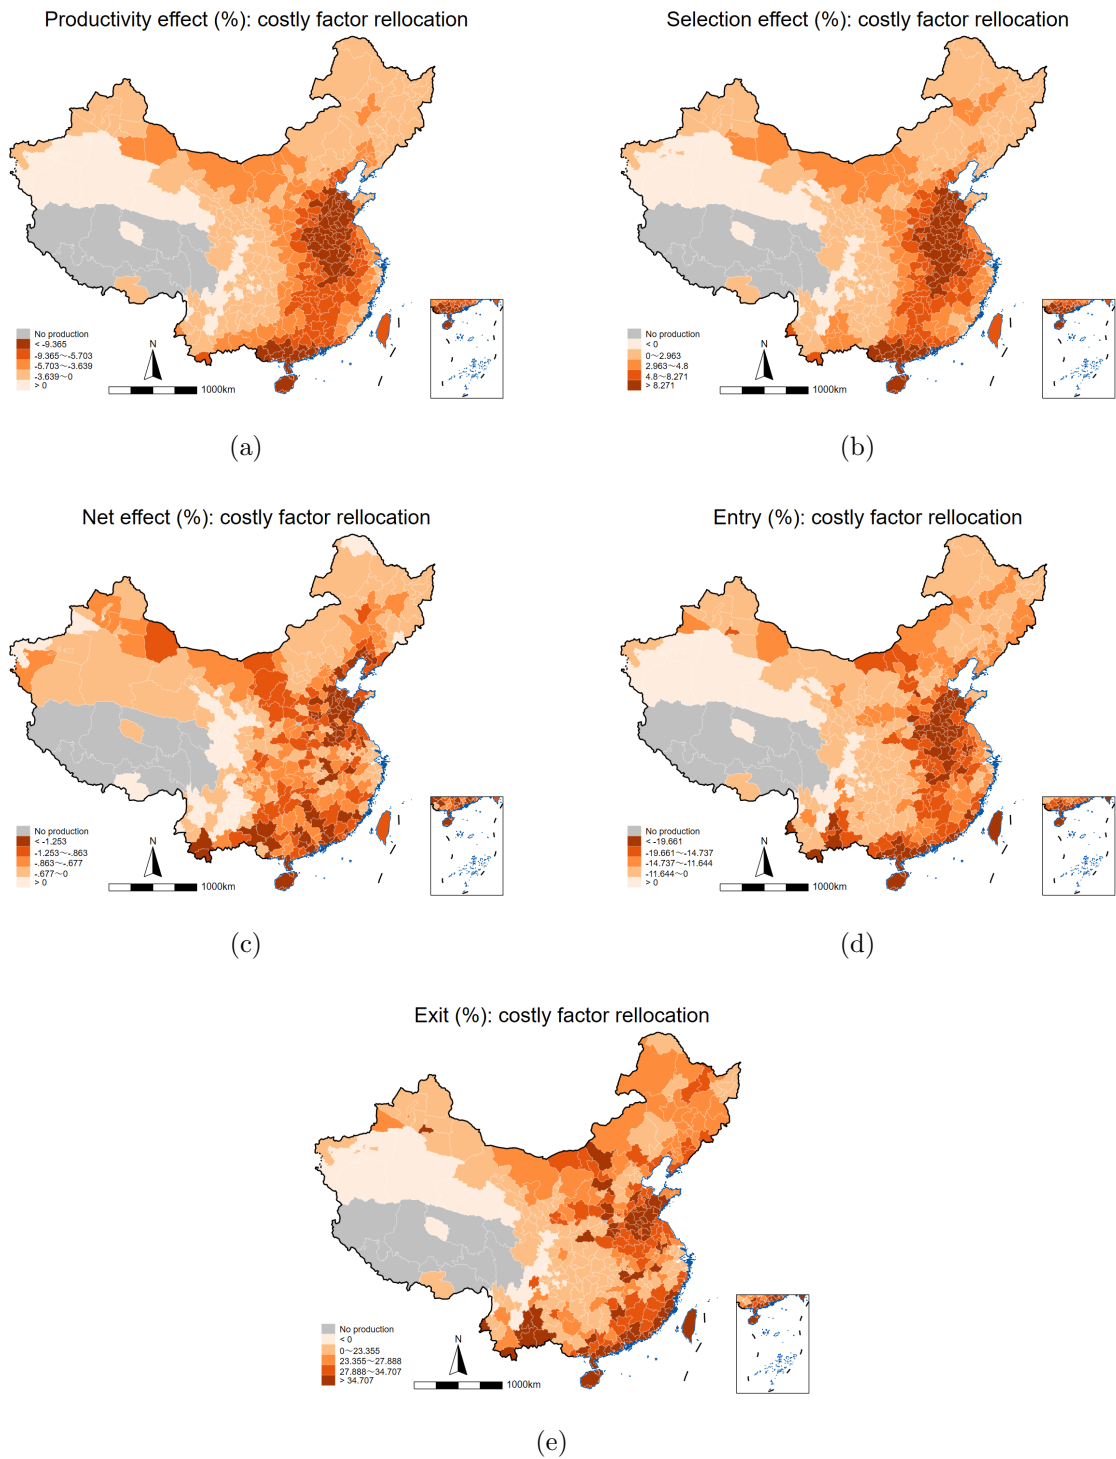 Productivity effect (%): costly factor rellocation
No production
< -9.365
-9.365~-5.703
-5.703~-3.639
-3.639~0
> 0
N
1000km
(a)
Selection effect (%): costly factor rellocation
No production
< 0
0~2.963
2.963~4.8
4.8~8.271
> 8.271
N
1000km
(b)
Net effect (%): costly factor rellocation
No production
< -1.253
-1.253~-.863
-.863~-.677
-.677~0
> 0
N
1000km
(c)
Entry (%): costly factor rellocation
No production
< -19.661
-19.661~-14.737
-14.737~-11.644
-11.644~0
> 0
N
1000km
(d)
Exit (%): costly factor rellocation
No production
< 0
0~23.355
23.355~27.888
27.888~34.707
> 34.707
N
1000km
(e)